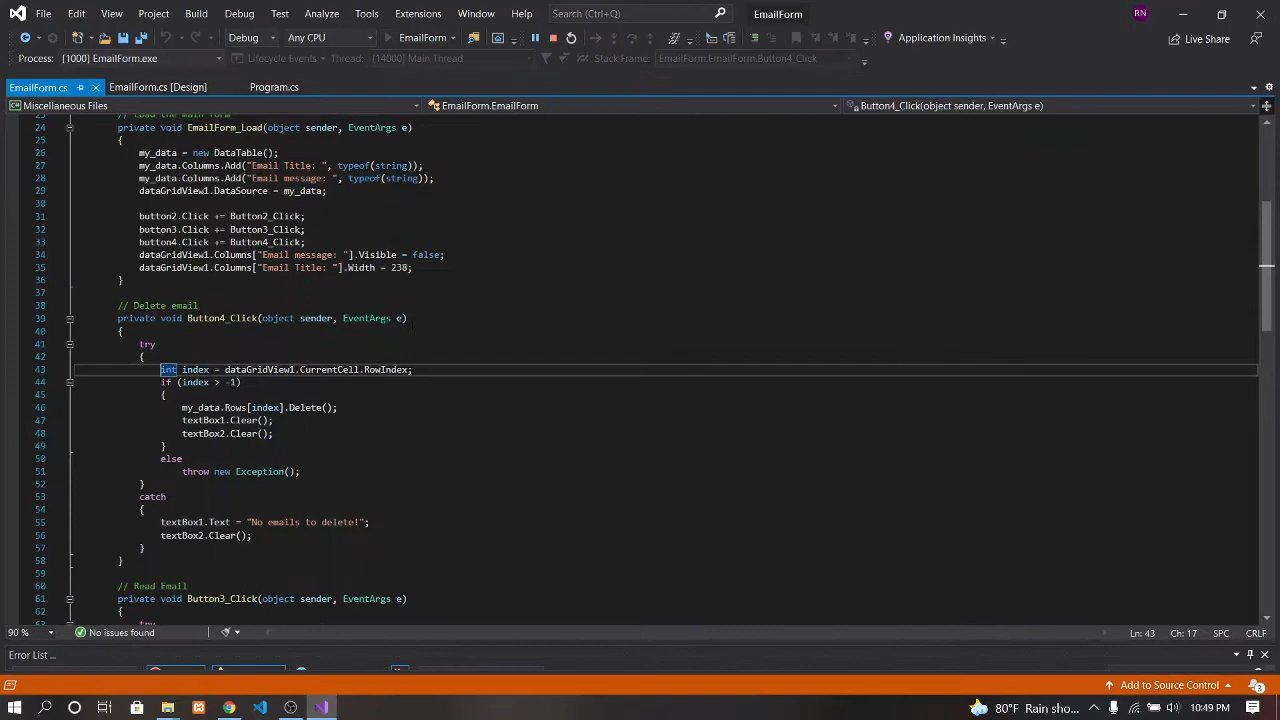 File Edit View Git Project Build Debug Test Analyze Tools Extensions Window Help Search (Ctrl+Q) EmailForm RN
Debug Any CPU EmailForm Application Insights Live Share
Process: [1000] EmailForm.exe Lifecycle Events Thread: [14000] Main Thread Stack Frame: EmailForm.EmailForm.Button4_Click
EmailForm.cs EmailForm.cs [Design] Program.cs
Miscellaneous Files EmailForm.EmailForm Button4_Click(object sender, EventArgs e)
23 // Load the main form
24 private void EmailForm_Load(object sender, EventArgs e)
25 {
26 my_data = new DataTable();
27 my_data.Columns.Add("Email Title: ", typeof(string));
28 my_data.Columns.Add("Email message: ", typeof(string));
29 dataGridView1.DataSource = my_data;
30
31 button2.Click += Button2_Click;
32 button3.Click += Button3_Click;
33 button4.Click += Button4_Click;
34 dataGridView1.Columns["Email message: "].Visible = false;
35 dataGridView1.Columns["Email Title: "].Width = 238;
36 }
37
38 // Delete email
39 private void Button4_Click(object sender, EventArgs e)
40 {
41 try
42 {
43 int index = dataGridView1.CurrentCell.RowIndex;
44 if (index > -1)
45 {
46 my_data.Rows[index].Delete();
47 textBox1.Clear();
48 textBox2.Clear();
49 }
50 else
51 throw new Exception();
52 }
53 catch
54 {
55 textBox1.Text = "No emails to delete!";
56 textBox2.Clear();
57 }
58 }
59
60 // Read Email
61 private void Button3_Click(object sender, EventArgs e)
62 {
63 try
90 % No issues found Ln: 43 Ch: 17 SPC CRLF
Error List ...
Add to Source Control 3
80°F Rain sho... 10:49 PM